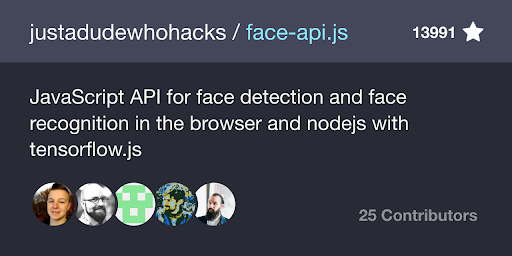 justadudewhohacks / face-api.js 13991
JavaScript API for face detection and face
recognition in the browser and nodejs with
tensorflow.js
25 Contributors